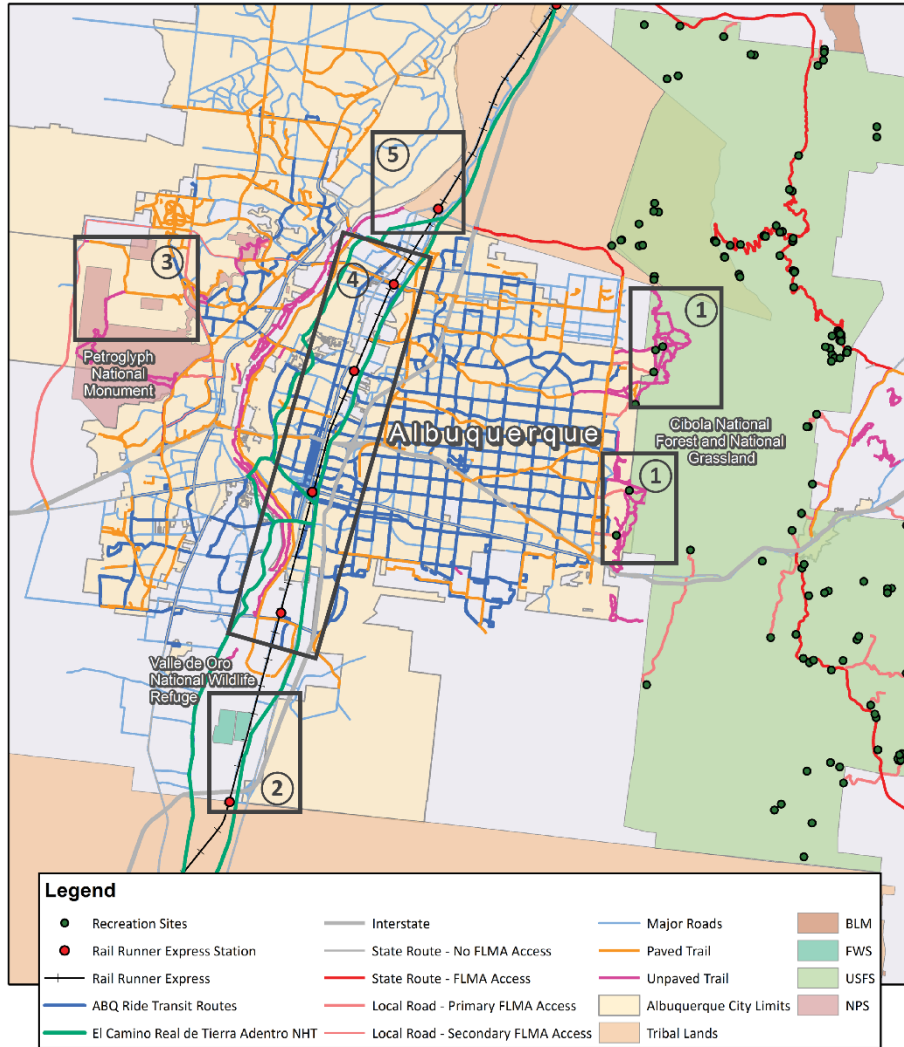 5
3
4
1
Petroglyph
National
Monument
Albuquerque
Cibola National
Forest and National
Grassland
1
Valle de Oro
National Wildlife
Refuge
2
Legend
Recreation Sites
Rail Runner Express Station
Rail Runner Express
ABQ Ride Transit Routes
El Camino Real de Tierra Adentro NHT
Interstate
State Route - No FLMA Access
State Route - FLMA Access
Local Road - Primary FLMA Access
Local Road - Secondary FLMA Access
Major Roads
Paved Trail
Unpaved Trail
Albuquerque City Limits
Tribal Lands
BLM
FWS
USFS
NPS